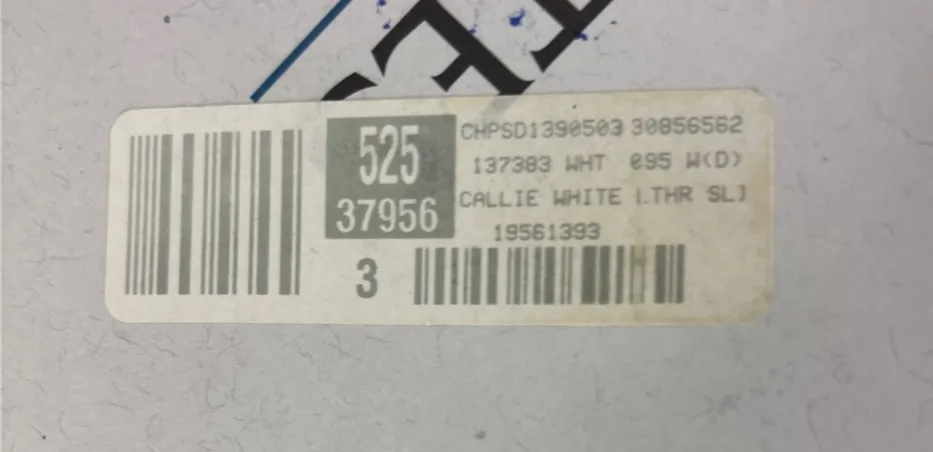 525
37956
3
CHPSD1390503 30856562
137383 WHT 095 W(D)
CALLIE WHITE LTHR SL)
19561393